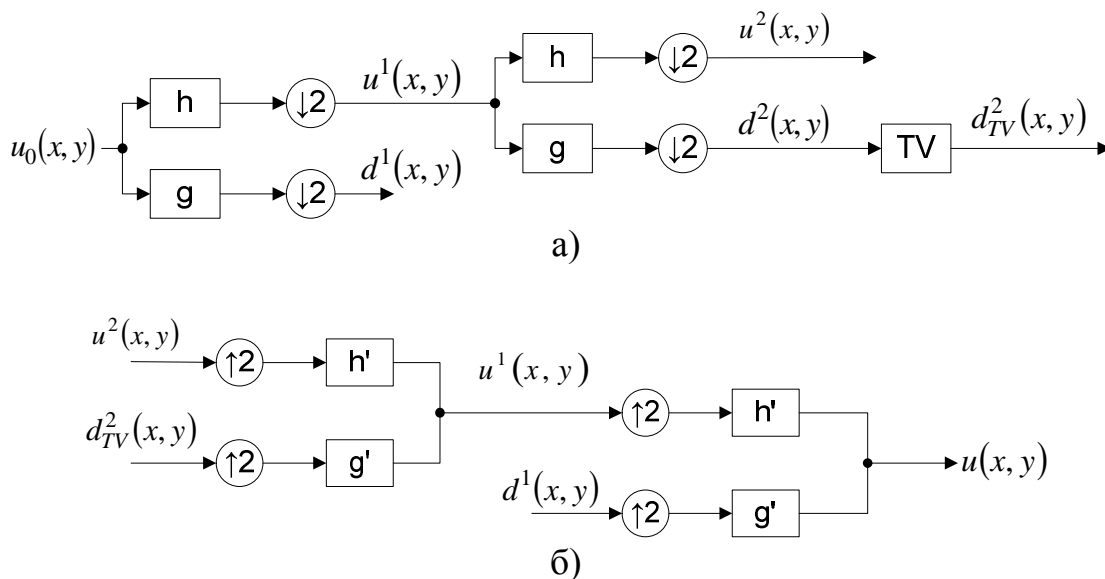 h ↓2 u¹(x, y) h ↓2 u²(x, y)
u₀(x, y)
g ↓2 d¹(x, y) g ↓2 d²(x, y) TV d²_TV(x, y)
а)
u²(x, y) ↑2 h'
u¹(x, y) ↑2 h'
d²_TV(x, y) ↑2 g'
u(x, y)
d¹(x, y) ↑2 g'
б)